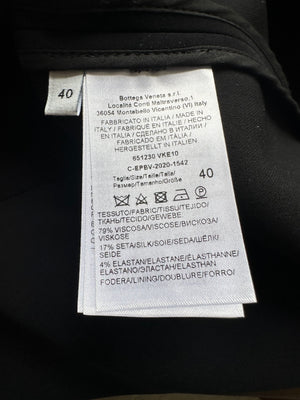 40
Bottega Veneta s.r.l.
Località Conti Maltraverso,1
36054 Montebello Vicentino (VI) Italy
FABBRICATO IN ITALIA / MADE IN
ITALY / FABRIQUÉ EN ITALIE / HECHO
EN ITALIA / СДЕЛАНО В ИТАЛИИ /
FABRICADO EM ITÁLIA /
HERGESTELLT IN ITALIEN
651230 VKE10
C-EPBV-2020-1542
Taglia/Size/Taille/Talla/
Размер/Tamanho/Größe
40
TESSUTO/FABRIC/TISSU/TEJIDO/
ТКАНЬ/TECIDO/GEWEBE
79% VISCOSA/VISCOSE/ВИСКОЗА/
VISKOSE
17% SETA/SILK/SOIE/SEDA/ШЁЛК/
SEIDE
4% ELASTAN/ELASTANE/ÉLASTHANNE/
ELASTANO/ЭЛАСТАН/ELASTHAN
FODERA/LINING/DOUBLURE/FORRO/